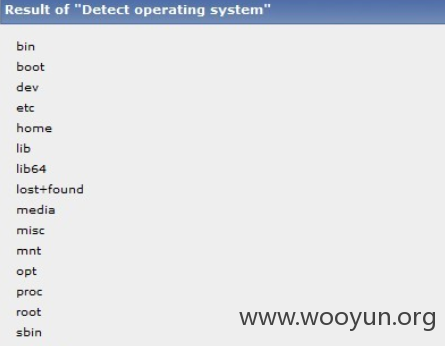 Result of "Detect operating system"
bin
boot
dev
etc
home
lib
lib64
lost+found
media
misc
mnt
opt
proc
root
sbin
www.wooyun.org